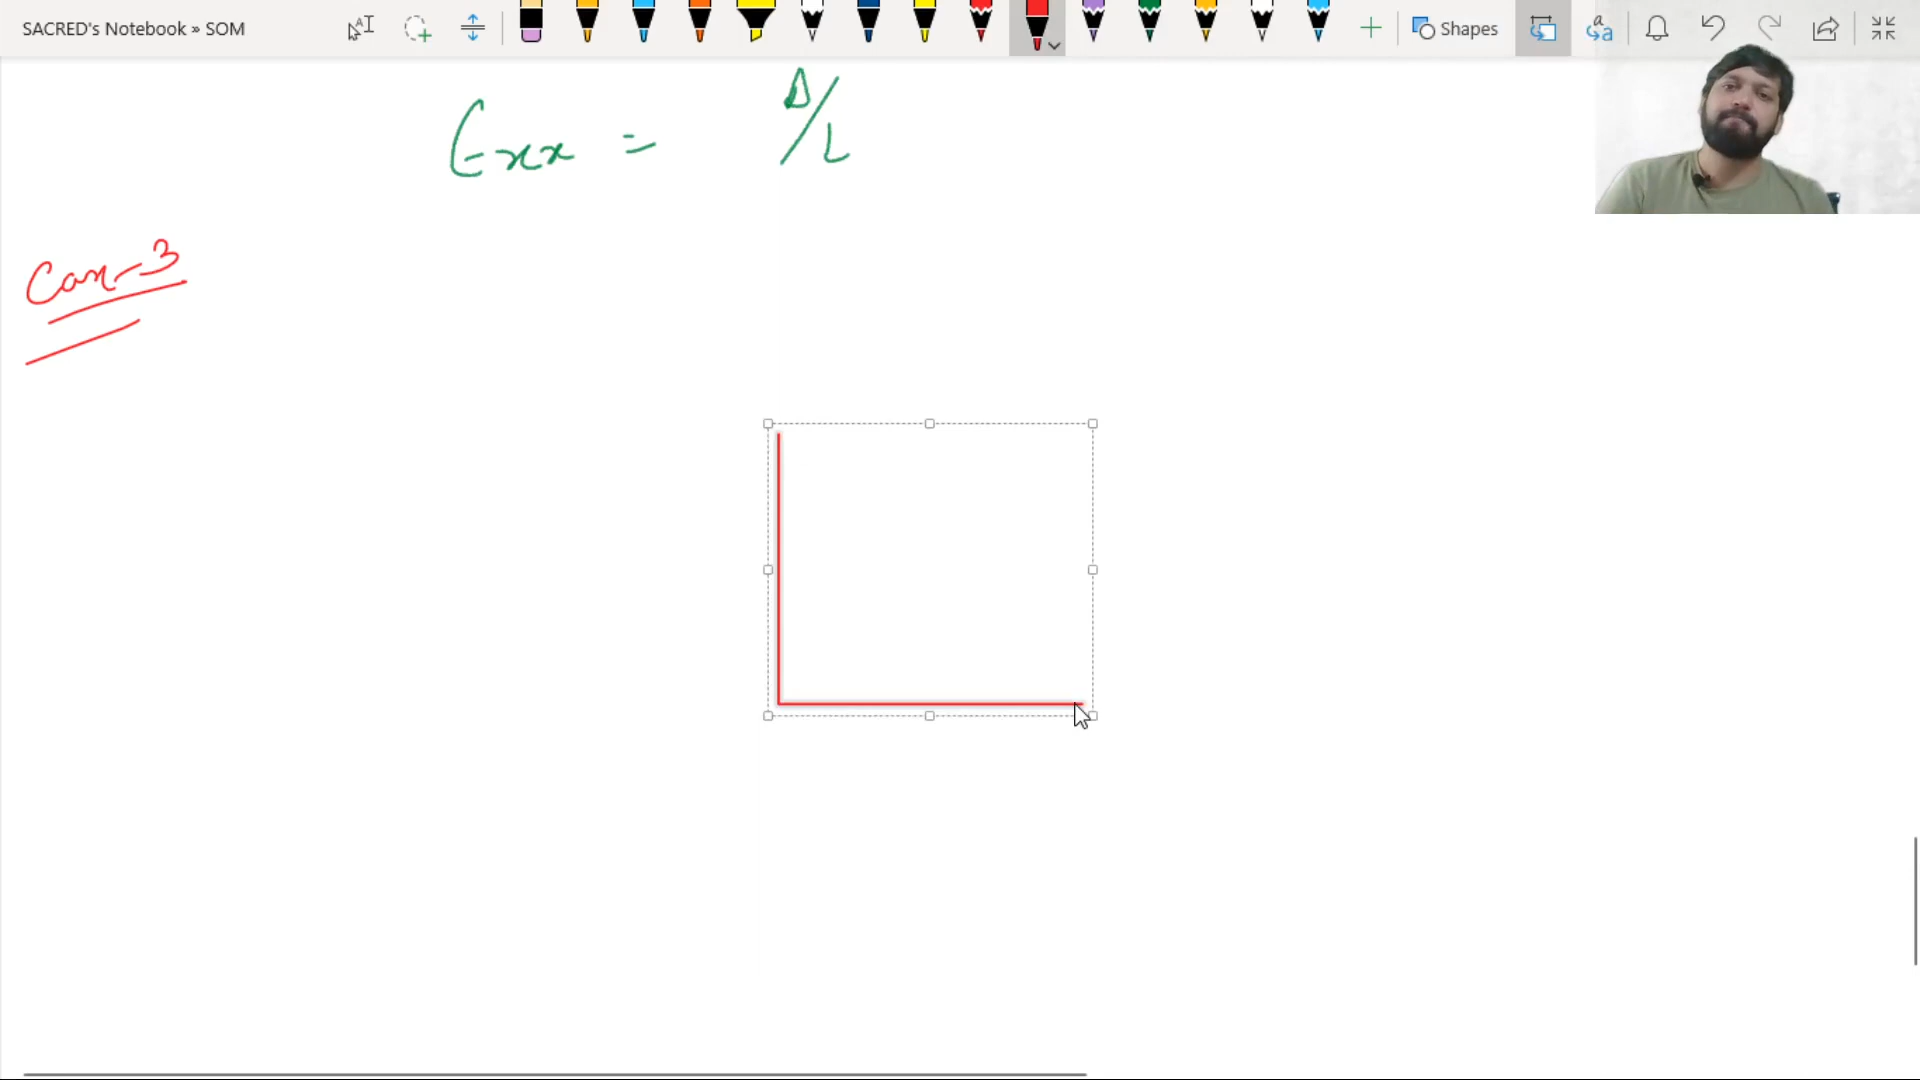 SACRED's Notebook » SOM
Shapes
Exx = Δ/L
Case-3